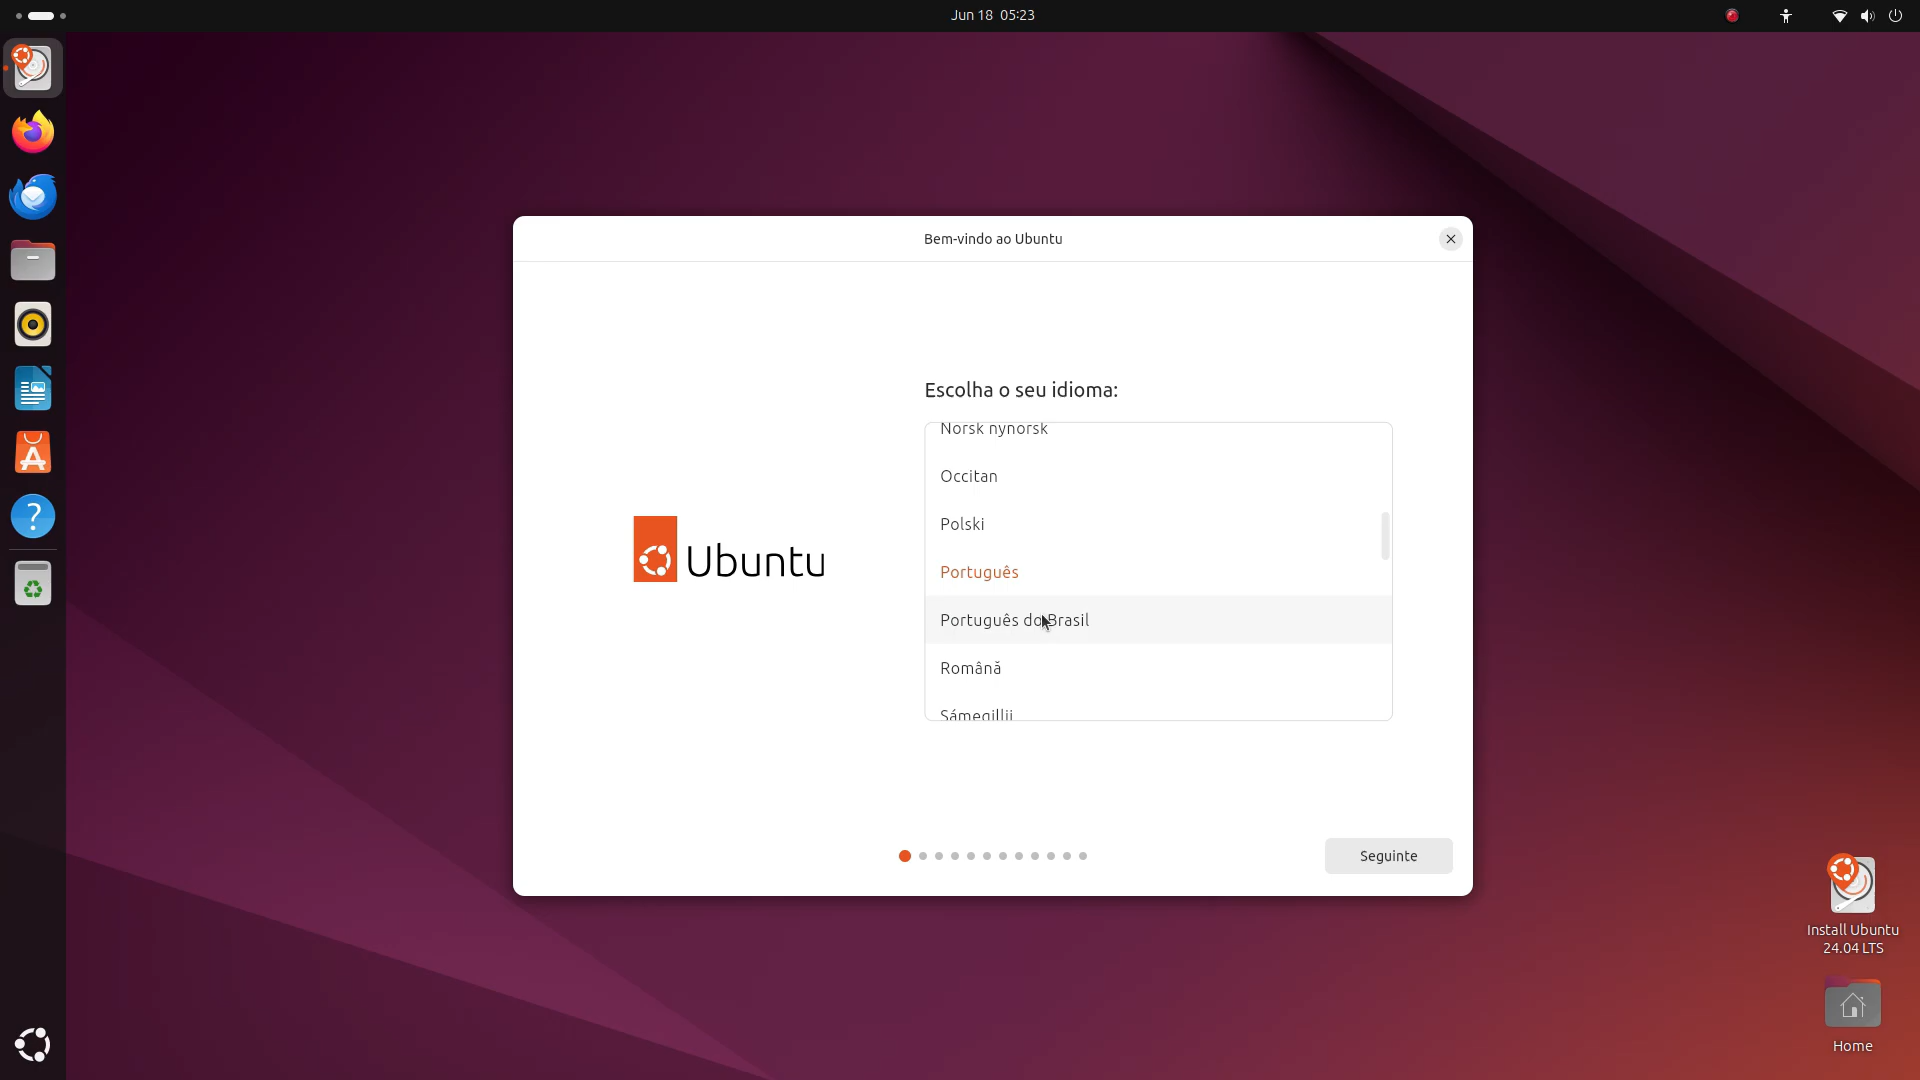 Jun 18 05:23
Bem-vindo ao Ubuntu
Escolha o seu idioma:
Norsk nynorsk
Occitan
Polski
Português
Português do Brasil
Română
Sámegillii
Ubuntu
Seguinte
Install Ubuntu
24.04 LTS
Home